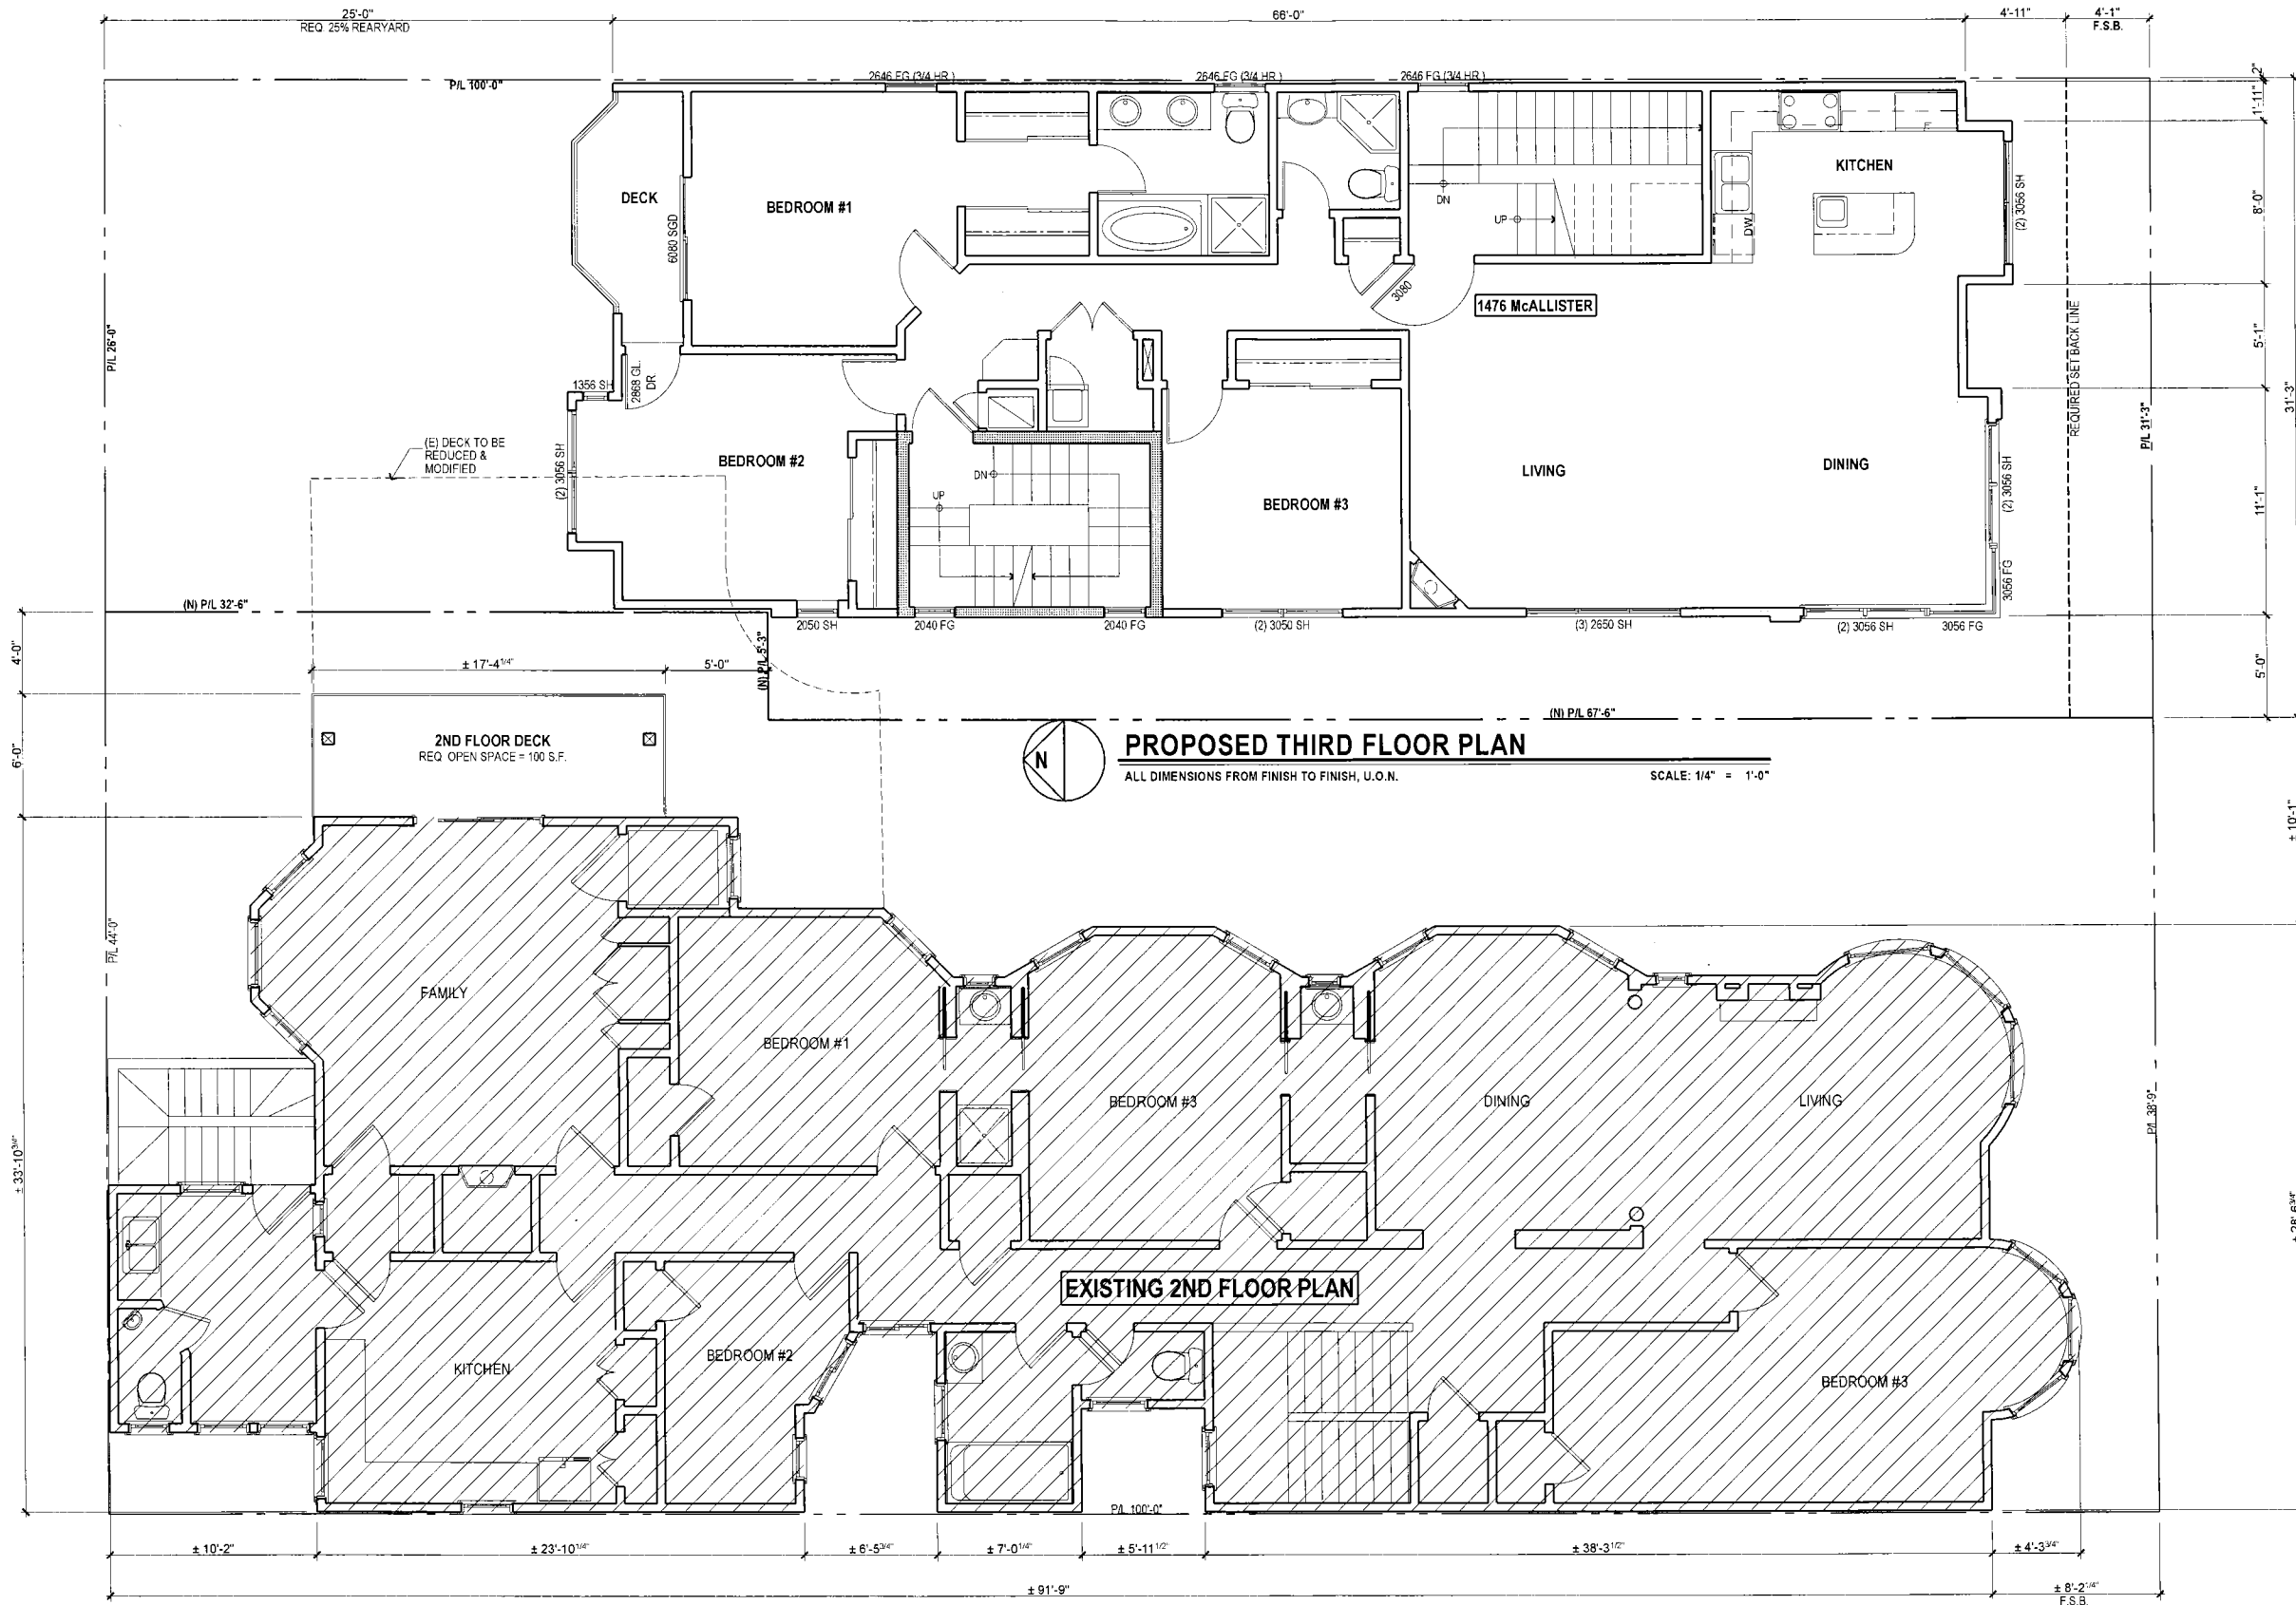 25'-0"
REQ. 25% REARYARD
66'-0"
4'-11"
4'-1"
F.S.B.
P/L 100'-0"
2646 FG (3/4 HR.)
2646 FG (3/4 HR.)
2646 FG (3/4 HR.)
2"
1'-11"
DECK
BEDROOM #1
6080 SGD
DN
UP
KITCHEN
F.
DW
(2) 3056 SH
8'-0"
3080
1476 McALLISTER
REQUIRED SET BACK LINE
5'-1"
P/L 26'-0"
1356 SH
2868 GL.
DR.
31'-3"
P/L 31'-3"
(E) DECK TO BE
REDUCED &
MODIFIED
(2) 3056 SH
BEDROOM #2
DN
UP
BEDROOM #3
LIVING
DINING
(2) 3056 SH
11'-1"
3056 FG
(N) P/L 32'-6"
2050 SH
2040 FG
2040 FG
(2) 3050 SH
(3) 2650 SH
(2) 3056 SH
3056 FG
4'-0"
± 17'-4 1/4"
5'-0"
(N) P/L 5'-3"
5'-0"
(N) P/L 67'-6"
2ND FLOOR DECK
REQ. OPEN SPACE = 100 S.F.
6'-0"
N
PROPOSED THIRD FLOOR PLAN
ALL DIMENSIONS FROM FINISH TO FINISH, U.O.N.
SCALE: 1/4" = 1'-0"
± 10'-1"
P/L 44'-0"
FAMILY
BEDROOM #1
BEDROOM #3
DINING
LIVING
P/L 38'-9"
± 33'-10 3/4"
± 28'-6 3/4"
EXISTING 2ND FLOOR PLAN
KITCHEN
BEDROOM #2
BEDROOM #3
P/L 100'-0"
± 10'-2"
± 23'-10 1/4"
± 6'-5 3/4"
± 7'-0 1/4"
± 5'-11 1/2"
± 38'-3 1/2"
± 4'-3 3/4"
± 91'-9"
± 8'-2 1/4"
F.S.B.